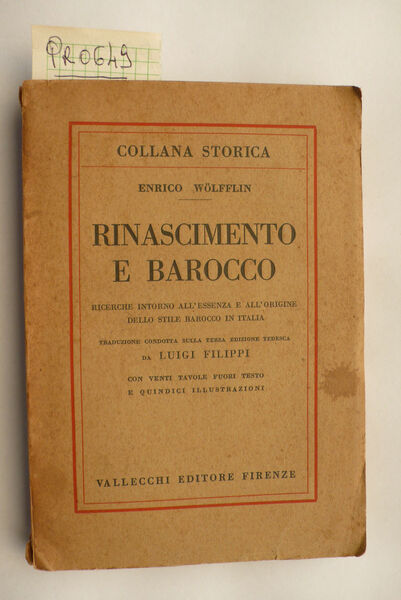 PRO649
COLLANA STORICA
ENRICO WÖLFFLIN
RINASCIMENTO
E BAROCCO
RICERCHE INTORNO ALL'ESSENZA E ALL'ORIGINE
DELLO STILE BAROCCO IN ITALIA
TRADUZIONE CONDOTTA SULLA TERZA EDIZIONE TEDESCA
DA LUIGI FILIPPI
CON VENTI TAVOLE FUORI TESTO
E QUINDICI ILLUSTRAZIONI
VALLECCHI EDITORE FIRENZE